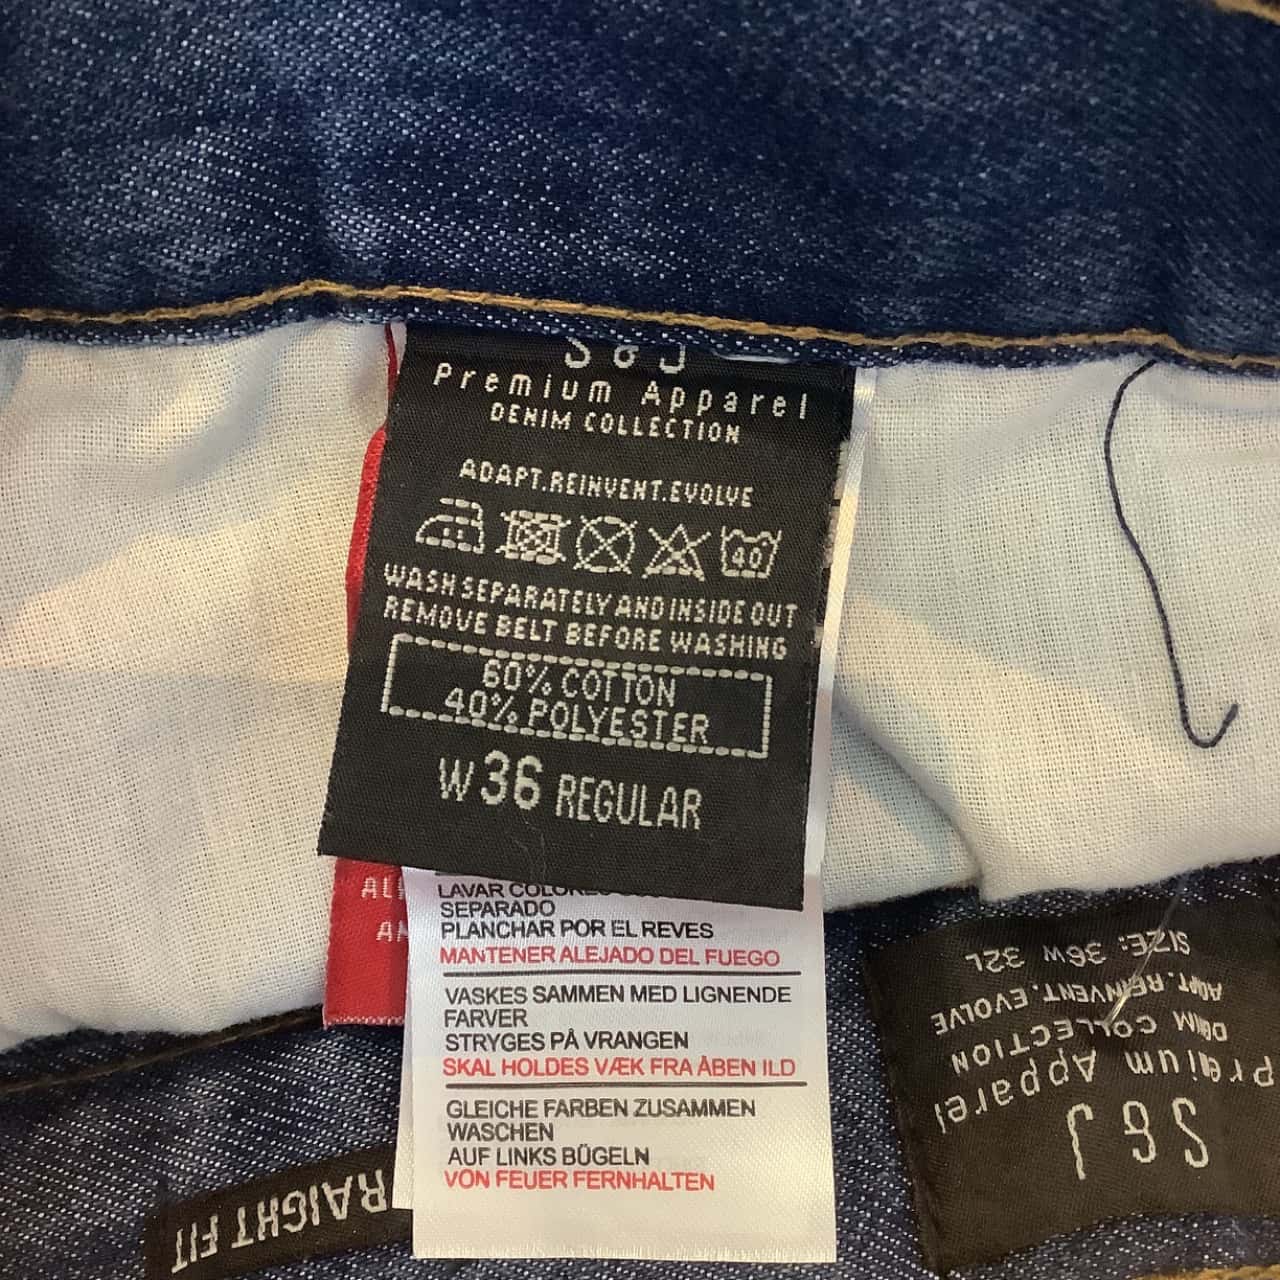 S & J
Premium Apparel
DENIM COLLECTION
ADAPT.REINVENT.EVOLVE
40
WASH SEPARATELY AND INSIDE OUT
REMOVE BELT BEFORE WASHING
60% COTTON
40% POLYESTER
W 36 REGULAR
LAVAR
SEPARADO
PLANCHAR POR EL REVES
MANTENER ALEJADO DEL FUEGO
VASKES SAMMEN MED LIGNENDE
FARVER
STRYGES PÅ VRANGEN
SKAL HOLDES VÆK FRA ÅBEN ILD
GLEICHE FARBEN ZUSAMMEN
WASCHEN
AUF LINKS BÜGELN
VON FEUER FERNHALTEN
S & J
Premium Apparel
DENIM COLLECTION
ADPT.REINVENT.EVOLVE
SIZE: 36W 32L
RAIGHT FIT